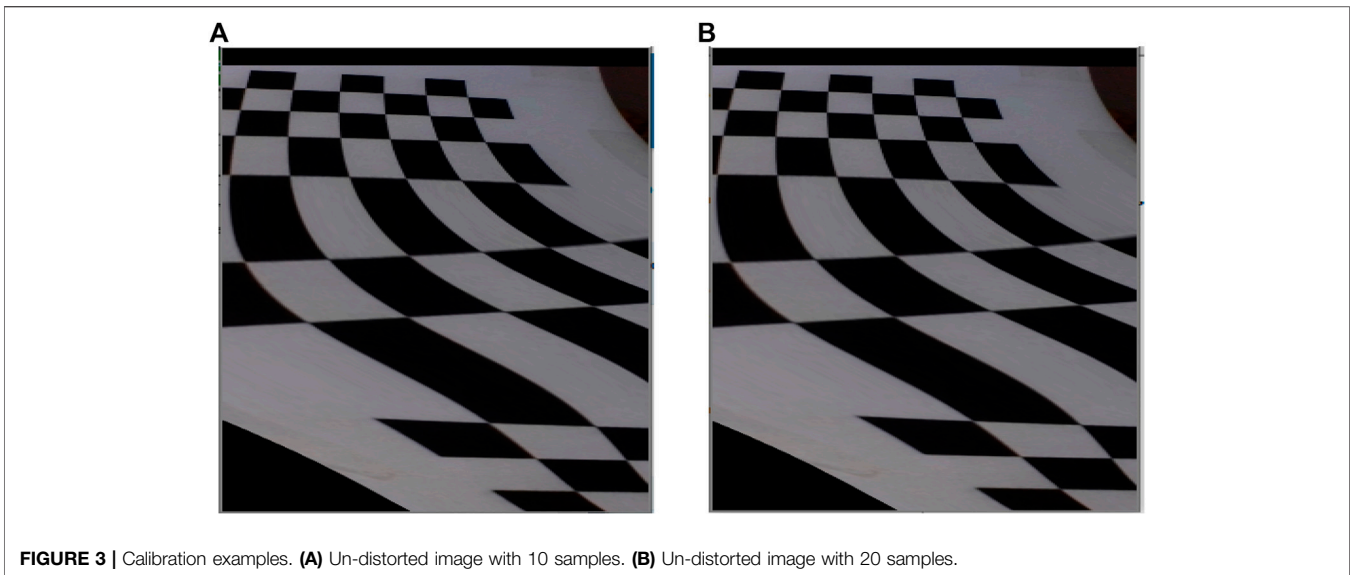 A
B
FIGURE 3 | Calibration examples. (A) Un-distorted image with 10 samples. (B) Un-distorted image with 20 samples.